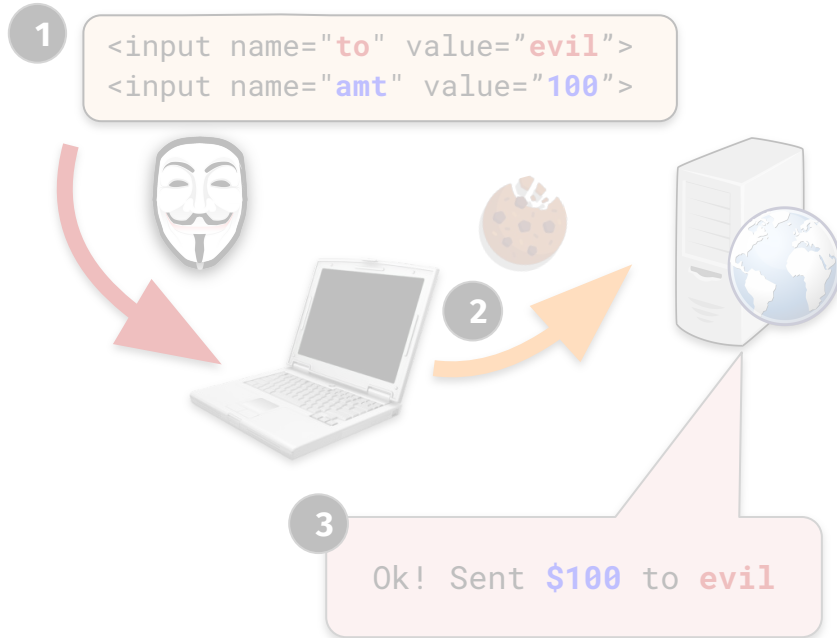 1
<input name="to" value=”evil”>
<input name="amt" value=”100”>
2
3
Ok! Sent $100 to evil